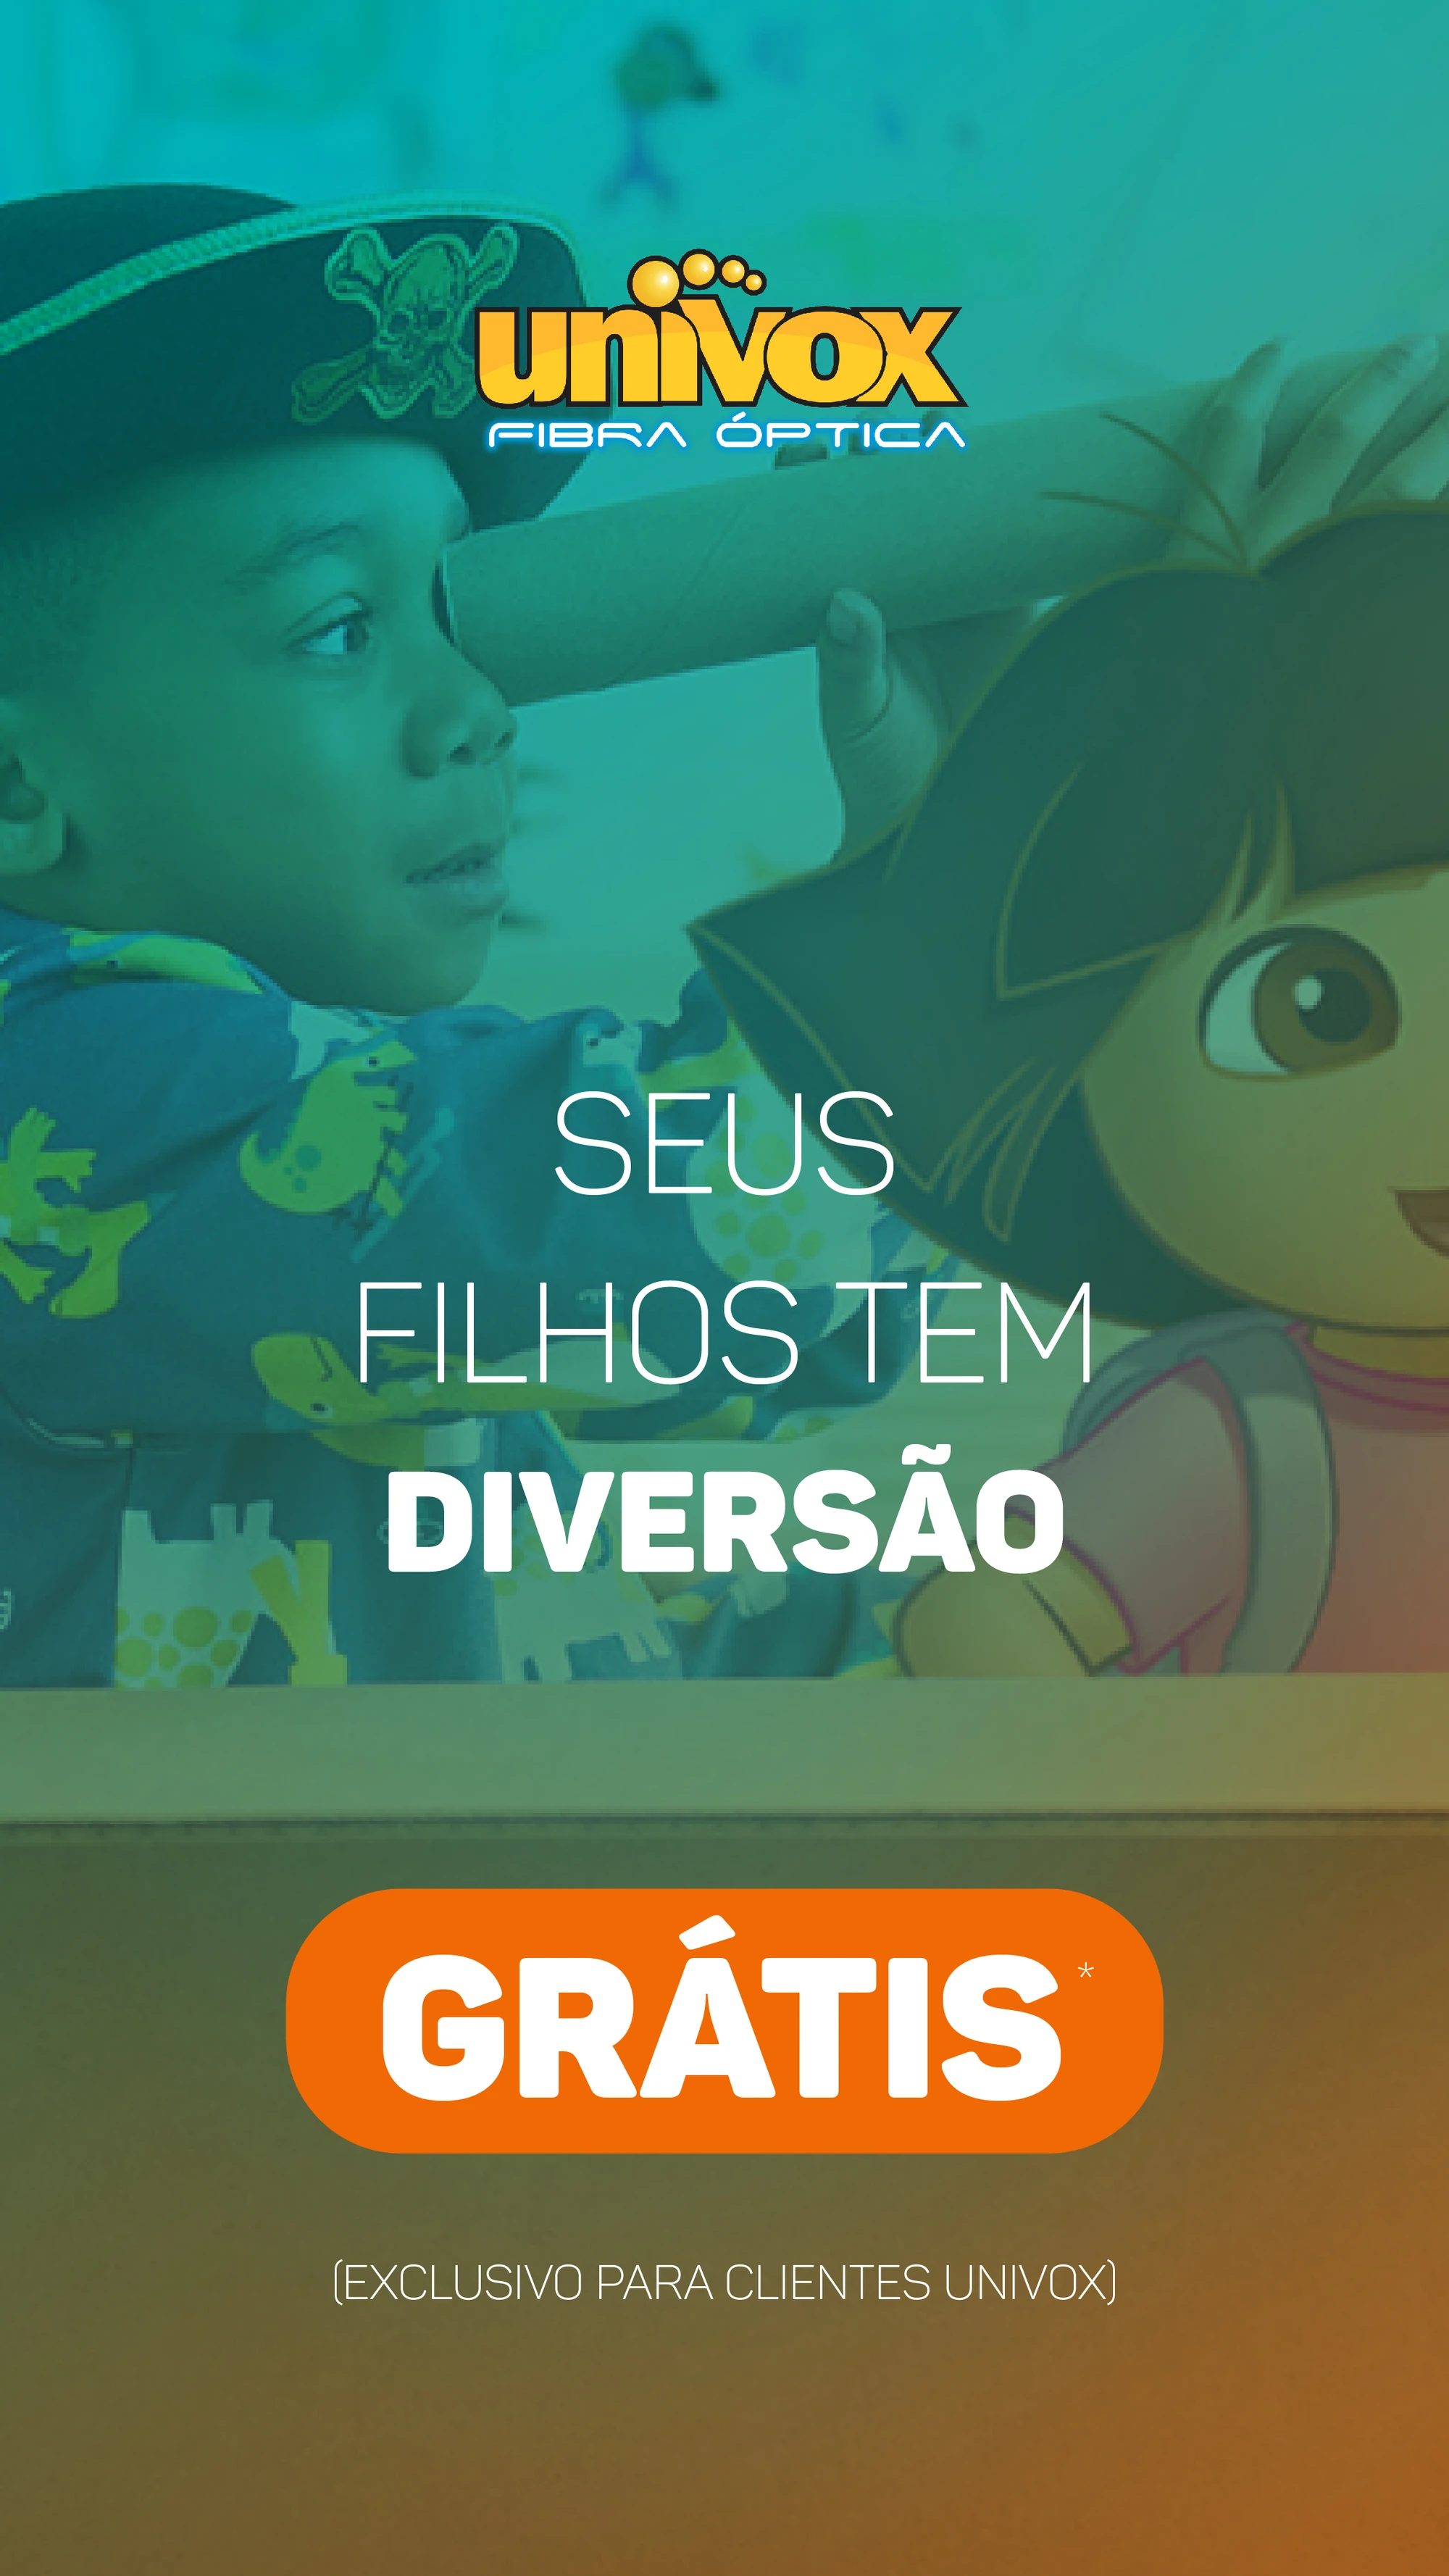 univox
FIBRA ÓPTICA
SEUS
FILHOS TEM
DIVERSÃO
GRÁTIS*
(EXCLUSIVO PARA CLIENTES UNIVOX)